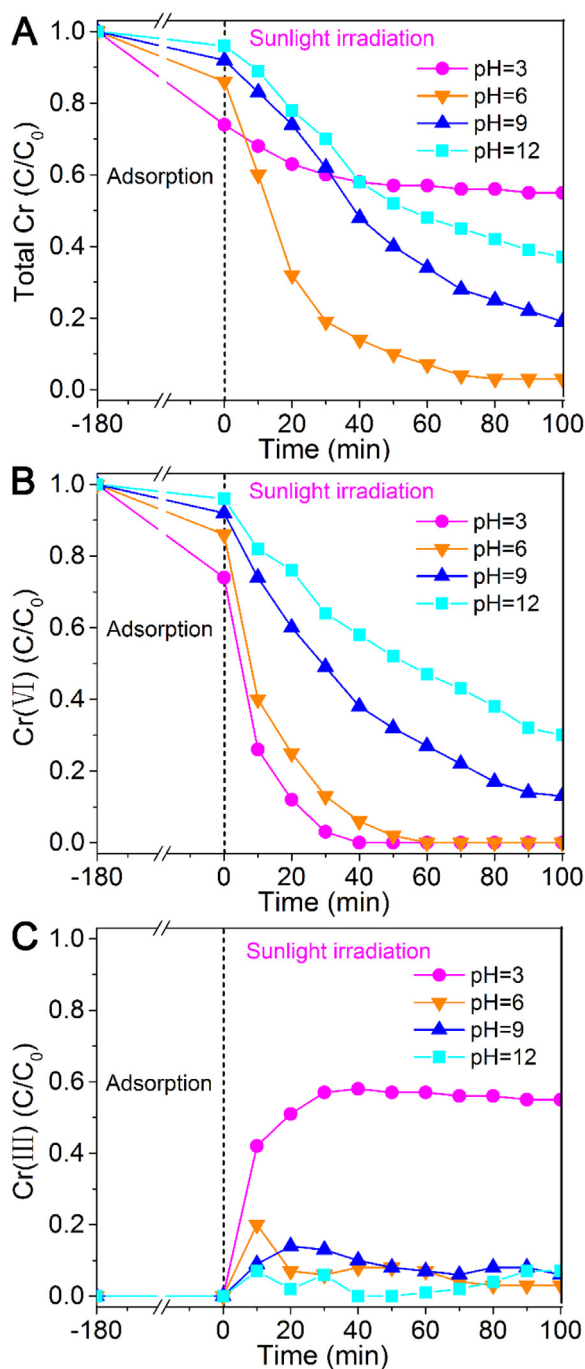 A
Sunlight irradiation
pH=3
pH=6
pH=9
pH=12
Adsorption
Total Cr (C/C0)
1.0
0.8
0.6
0.4
0.2
0.0
-180 0 20 40 60 80 100
Time (min)
B
Sunlight irradiation
pH=3
pH=6
pH=9
pH=12
Adsorption
Cr(VI) (C/C0)
1.0
0.8
0.6
0.4
0.2
0.0
-180 0 20 40 60 80 100
Time (min)
C
Sunlight irradiation
pH=3
pH=6
pH=9
pH=12
Adsorption
Cr(III) (C/C0)
1.0
0.8
0.6
0.4
0.2
0.0
-180 0 20 40 60 80 100
Time (min)